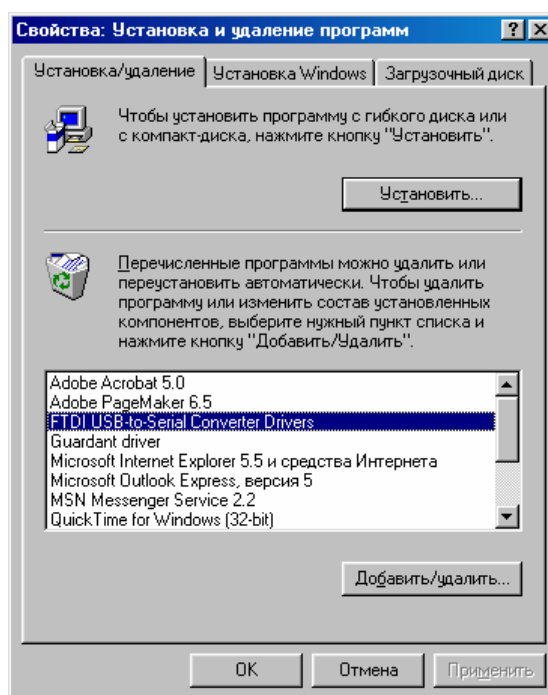 Свойства: Установка и удаление программ
Установка/удаление
Установка Windows
Загрузочный диск
Чтобы установить программу с гибкого диска или
с компакт-диска, нажмите кнопку "Установить".
Установить...
Перечисленные программы можно удалить или
переустановить автоматически. Чтобы удалить
программу или изменить состав установленных
компонентов, выберите нужный пункт списка и
нажмите кнопку "Добавить/Удалить".
Adobe Acrobat 5.0
Adobe PageMaker 6.5
FTDI USB-to-Serial Converter Drivers
Guardant driver
Microsoft Internet Explorer 5.5 и средства Интернета
Microsoft Outlook Express, версия 5
MSN Messenger Service 2.2
QuickTime for Windows (32-bit)
Добавить/удалить...
OK
Отмена
Применить